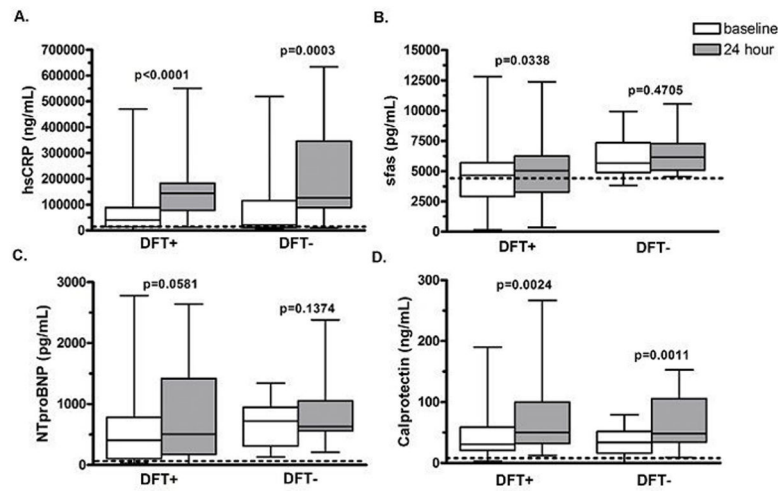 A.
B.
baseline
24 hour
hsCRP (ng/mL)
700000
600000
500000
400000
300000
200000
100000
0
p<0.0001
p=0.0003
DFT+
DFT-
sfas (pg/mL)
15000
12500
10000
7500
5000
2500
0
p=0.0338
p=0.4705
DFT+
DFT-
C.
D.
NTproBNP (pg/mL)
3000
2000
1000
0
p=0.0581
p=0.1374
DFT+
DFT-
Calprotectin (ng/mL)
300
200
100
0
p=0.0024
p=0.0011
DFT+
DFT-